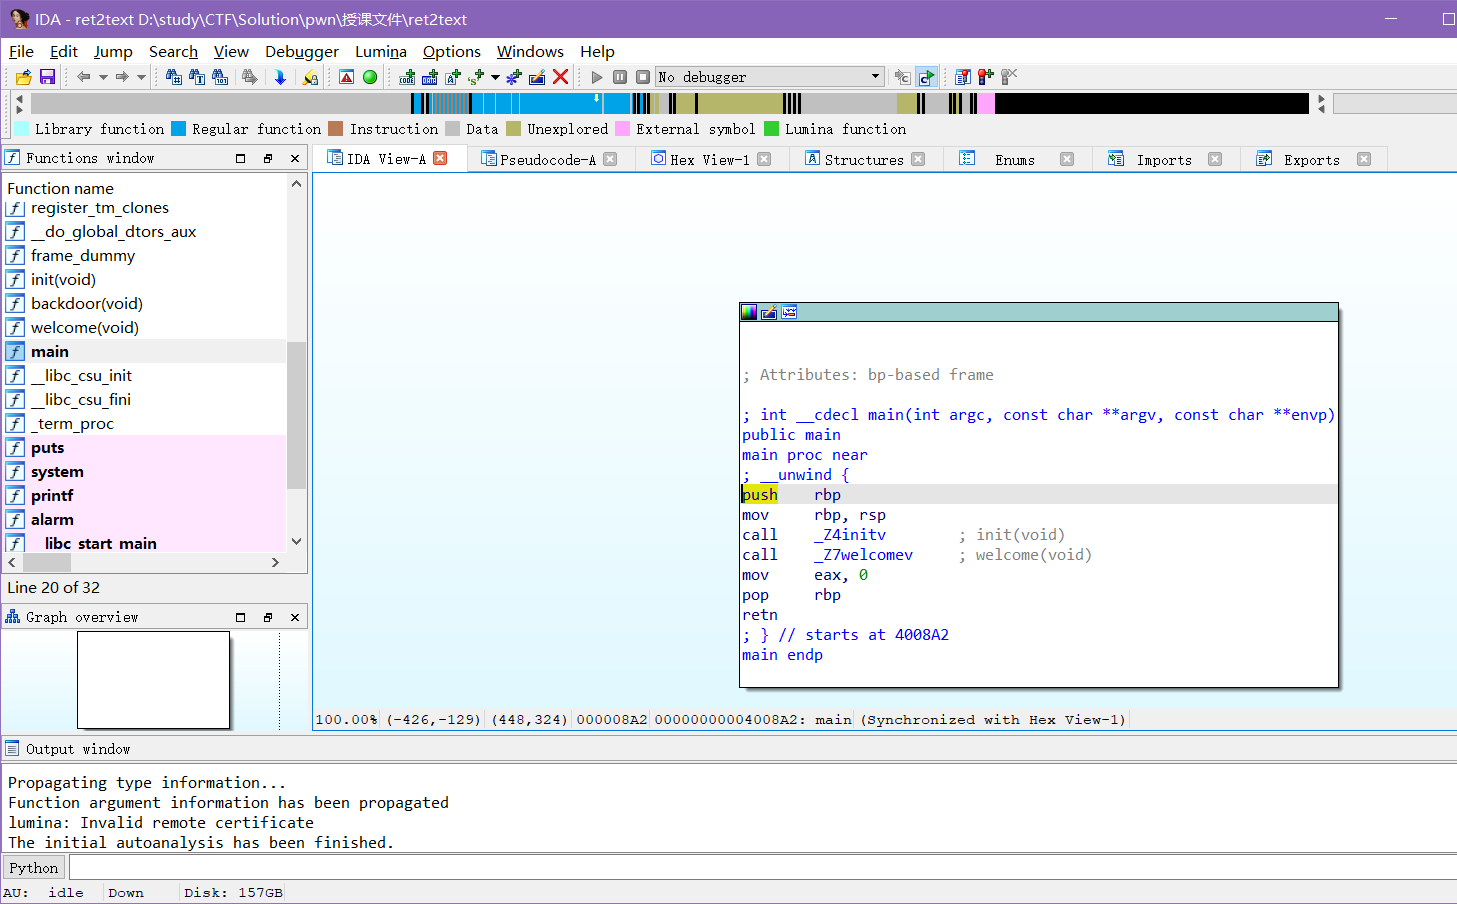 IDA - ret2text D:\study\CTF\Solution\pwn\授课文件\ret2text
File Edit Jump Search View Debugger Lumina Options Windows Help
No debugger
Library function Regular function Instruction Data Unexplored External symbol Lumina function
Functions window
IDA View-A Pseudocode-A Hex View-1 Structures Enums Imports Exports
Function name
register_tm_clones
__do_global_dtors_aux
frame_dummy
init(void)
backdoor(void)
welcome(void)
main
__libc_csu_init
__libc_csu_fini
_term_proc
puts
system
printf
alarm
__libc_start_main
Line 20 of 32
Graph overview
; Attributes: bp-based frame
; int __cdecl main(int argc, const char **argv, const char **envp)
public main
main proc near
; __unwind {
push rbp
mov rbp, rsp
call _Z4initv ; init(void)
call _Z7welcomev ; welcome(void)
mov eax, 0
pop rbp
retn
; } // starts at 4008A2
main endp
100.00% (-426,-129) (448,324) 000008A2 00000000004008A2: main (Synchronized with Hex View-1)
Output window
Propagating type information...
Function argument information has been propagated
lumina: Invalid remote certificate
The initial autoanalysis has been finished.
Python
AU: idle Down Disk: 157GB